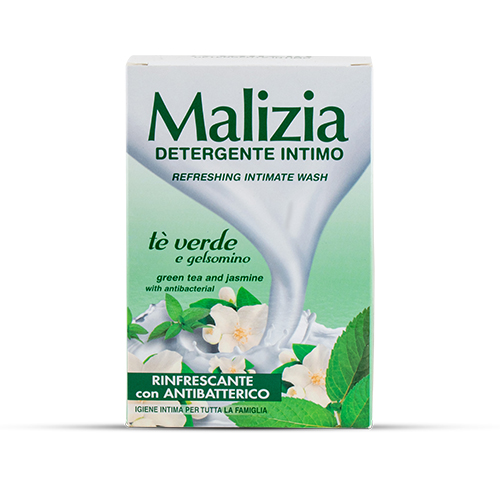 Malizia
DETERGENTE INTIMO
REFRESHING INTIMATE WASH
tè verde
e gelsomino
green tea and jasmine
with antibacterial
RINFRESCANTE
con ANTIBATTERICO
IGIENE INTIMA PER TUTTA LA FAMIGLIA